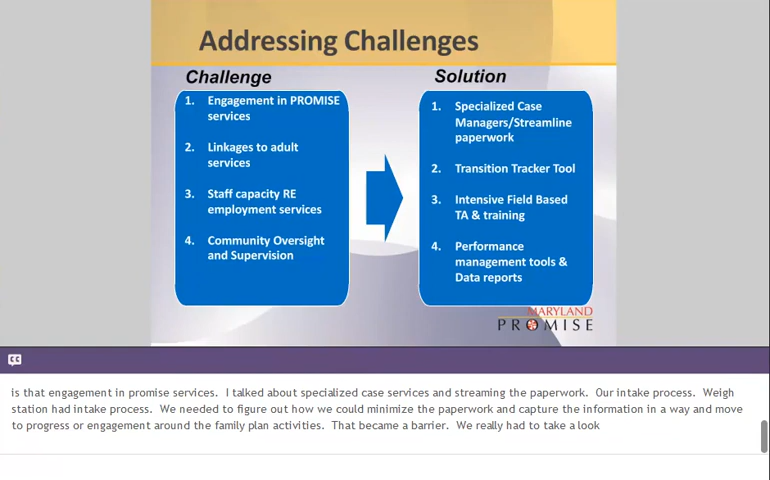 Addressing Challenges
Challenge
1. Engagement in PROMISE
services
2. Linkages to adult
services
3. Staff capacity RE
employment services
4. Community Oversight
and Supervision
Solution
1. Specialized Case
Managers/Streamline
paperwork
2. Transition Tracker Tool
3. Intensive Field Based
TA & training
4. Performance
management tools &
Data reports
MARYLAND
PROMISE
CC
is that engagement in promise services. I talked about specialized case services and streaming the paperwork. Our intake process. Weigh
station had intake process. We needed to figure out how we could minimize the paperwork and capture the information in a way and move
to progress or engagement around the family plan activities. That became a barrier. We really had to take a look